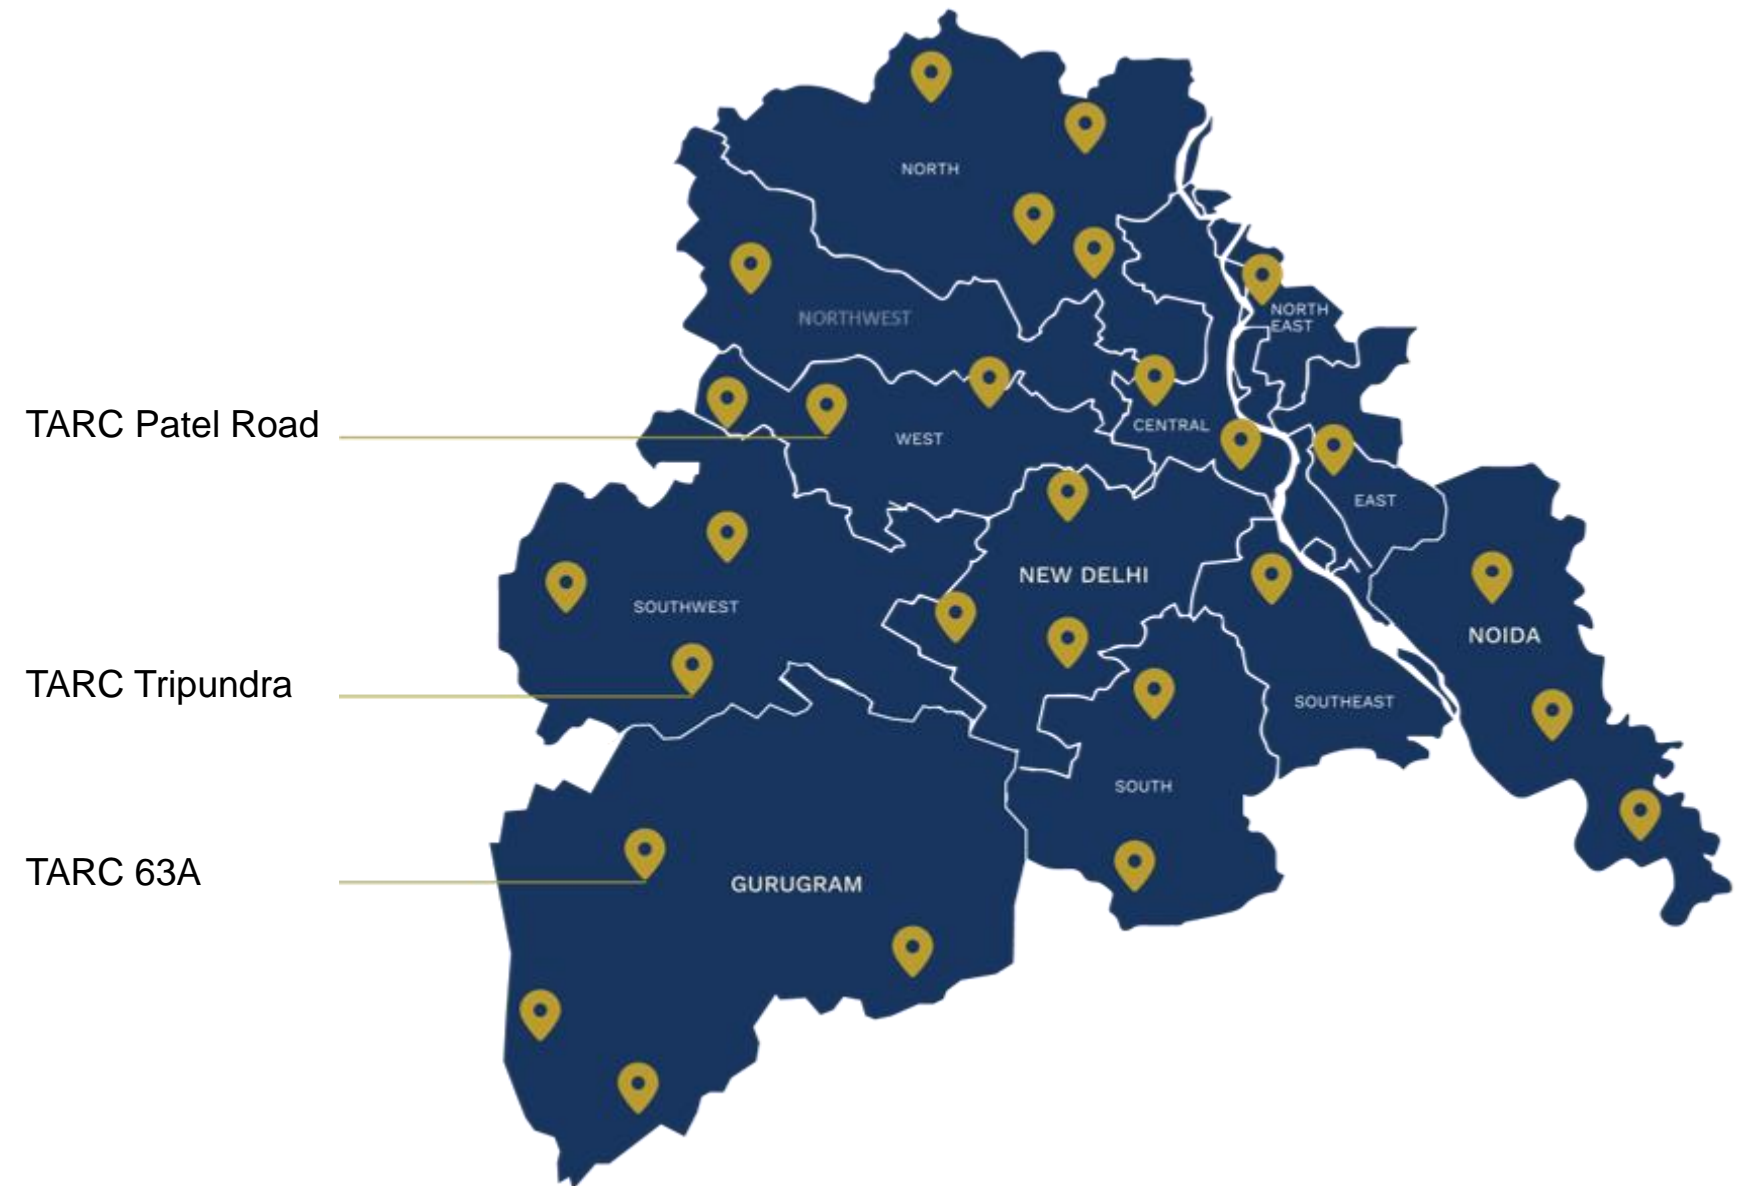 NORTH
NORTHWEST
NORTH
EAST
TARC Patel Road
WEST
CENTRAL
EAST
NEW DELHI
SOUTHWEST
NOIDA
TARC Tripundra
SOUTHEAST
SOUTH
TARC 63A
GURUGRAM